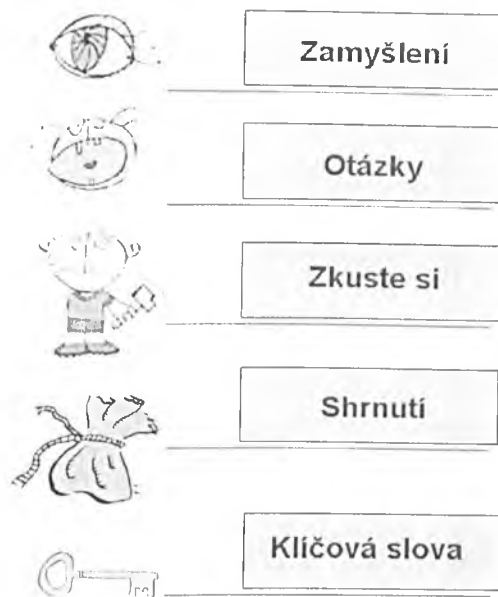 Zamyšlení
Otázky
Zkuste si
Shrnutí
Klíčová slova